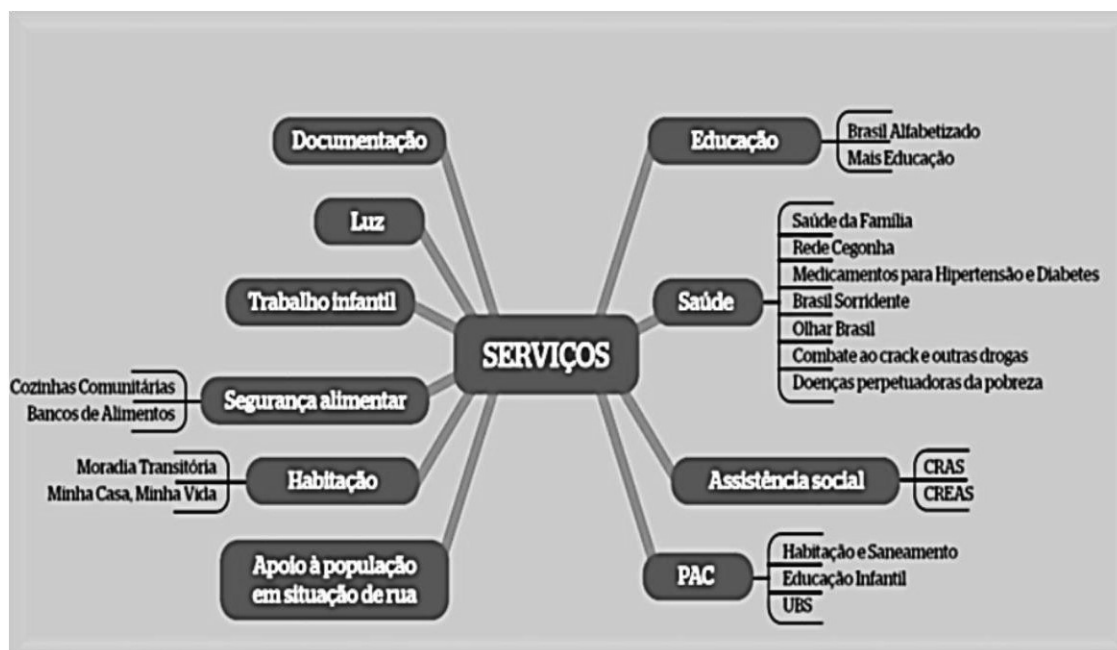 Documentação
Luz
Trabalho infantil
Cozinhas Comunitárias
Bancos de Alimentos
Segurança alimentar
Moradia Transitória
Minha Casa, Minha Vida
Habitação
Apoio à população
em situação de rua
SERVIÇOS
Educação
Brasil Alfabetizado
Mais Educação
Saúde
Saúde da Família
Rede Cegonha
Medicamentos para Hipertensão e Diabetes
Brasil Sorridente
Olhar Brasil
Combate ao crack e outras drogas
Doenças perpetuadoras da pobreza
Assistência social
CRAS
CREAS
PAC
Habitação e Saneamento
Educação Infantil
UBS